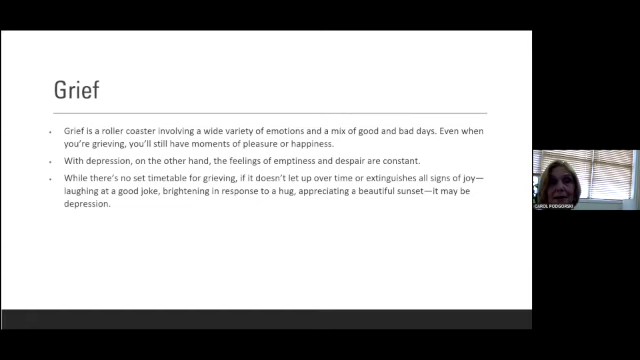 Grief
Grief is a roller coaster involving a wide variety of emotions and a mix of good and bad days. Even when
you're grieving, you'll still have moments of pleasure or happiness.
With depression, on the other hand, the feelings of emptiness and despair are constant.
While there's no set timetable for grieving, if it doesn't let up over time or extinguishes all signs of joy—
laughing at a good joke, brightening in response to a hug, appreciating a beautiful sunset—it may be
depression.
CAROL PODGORSKI